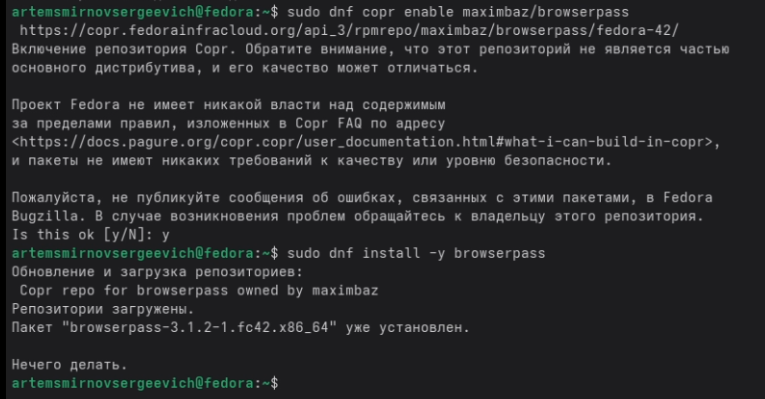 artemsmirnovsergeevich@fedora:~$ sudo dnf copr enable maximbaz/browserpass
https://copr.fedorainfracloud.org/api_3/rpmrepo/maximbaz/browserpass/fedora-42/
Включение репозитория Copr. Обратите внимание, что этот репозиторий не является частью
основного дистрибутива, и его качество может отличаться.

Проект Fedora не имеет никакой власти над содержимым
за пределами правил, изложенных в Copr FAQ по адресу
<https://docs.pagure.org/copr.copr/user_documentation.html#what-i-can-build-in-copr>,
и пакеты не имеют никаких требований к качеству или уровню безопасности.

Пожалуйста, не публикуйте сообщения об ошибках, связанных с этими пакетами, в Fedora
Bugzilla. В случае возникновения проблем обращайтесь к владельцу этого репозитория.
Is this ok [y/N]: y
artemsmirnovsergeevich@fedora:~$ sudo dnf install -y browserpass
Обновление и загрузка репозиториев:
Copr repo for browserpass owned by maximbaz
Репозитории загружены.
Пакет "browserpass-3.1.2-1.fc42.x86_64" уже установлен.

Нечего делать.
artemsmirnovsergeevich@fedora:~$